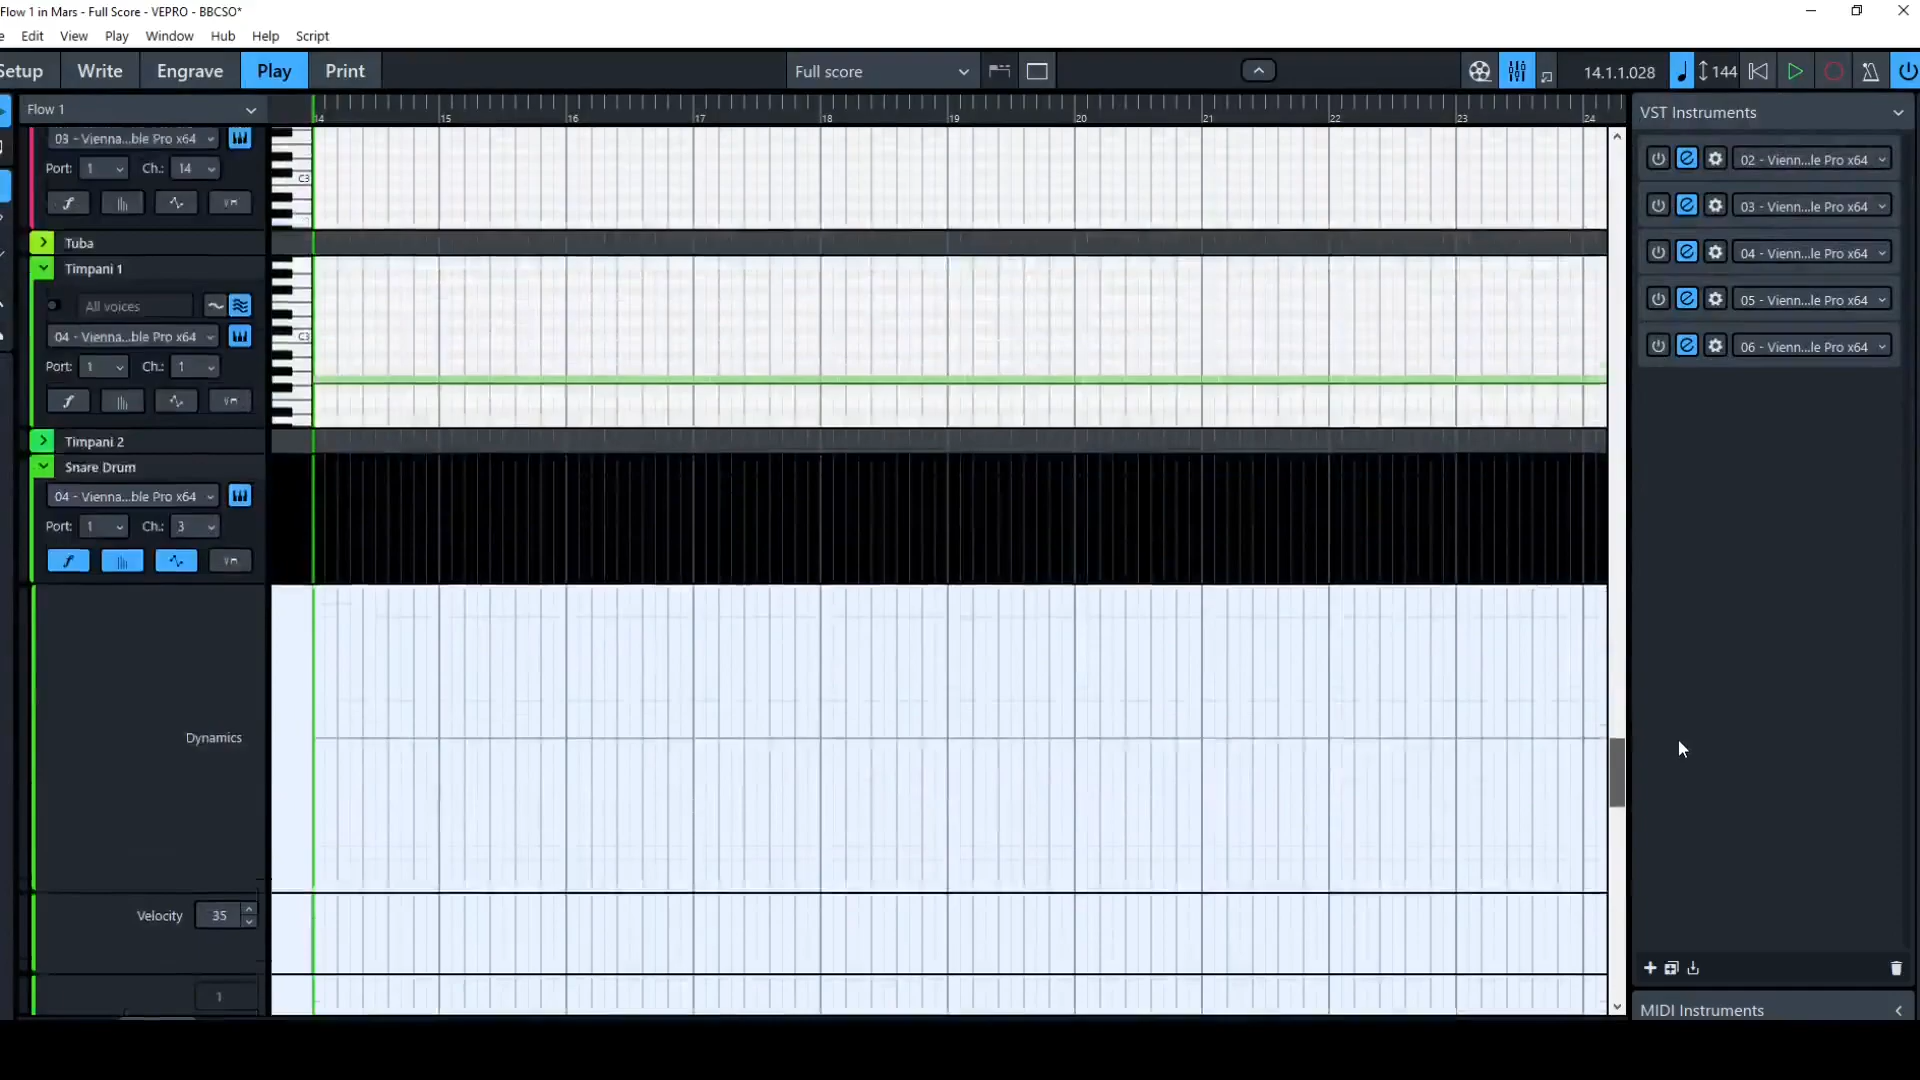 Flow 1 in Mars - Full Score - VEPRO - BBCSO*
Edit View Play Window Hub Help Script
Setup Write Engrave Play Print Full score 14.1.1.028 144
Flow 1
14 15 16 17 18 19 20 21 22 23 24
VST Instruments
03 - Vienna...ble Pro x64
Port: 1 Ch.: 14
C3
Tuba
Timpani 1
All voices
04 - Vienna...ble Pro x64
C3
Port: 1 Ch.: 1
Timpani 2
Snare Drum
04 - Vienna...ble Pro x64
Port: 1 Ch.: 3
Dynamics
Velocity 35
1
02 - Vienn...le Pro x64
03 - Vienn...le Pro x64
04 - Vienn...le Pro x64
05 - Vienn...le Pro x64
06 - Vienn...le Pro x64
MIDI Instruments